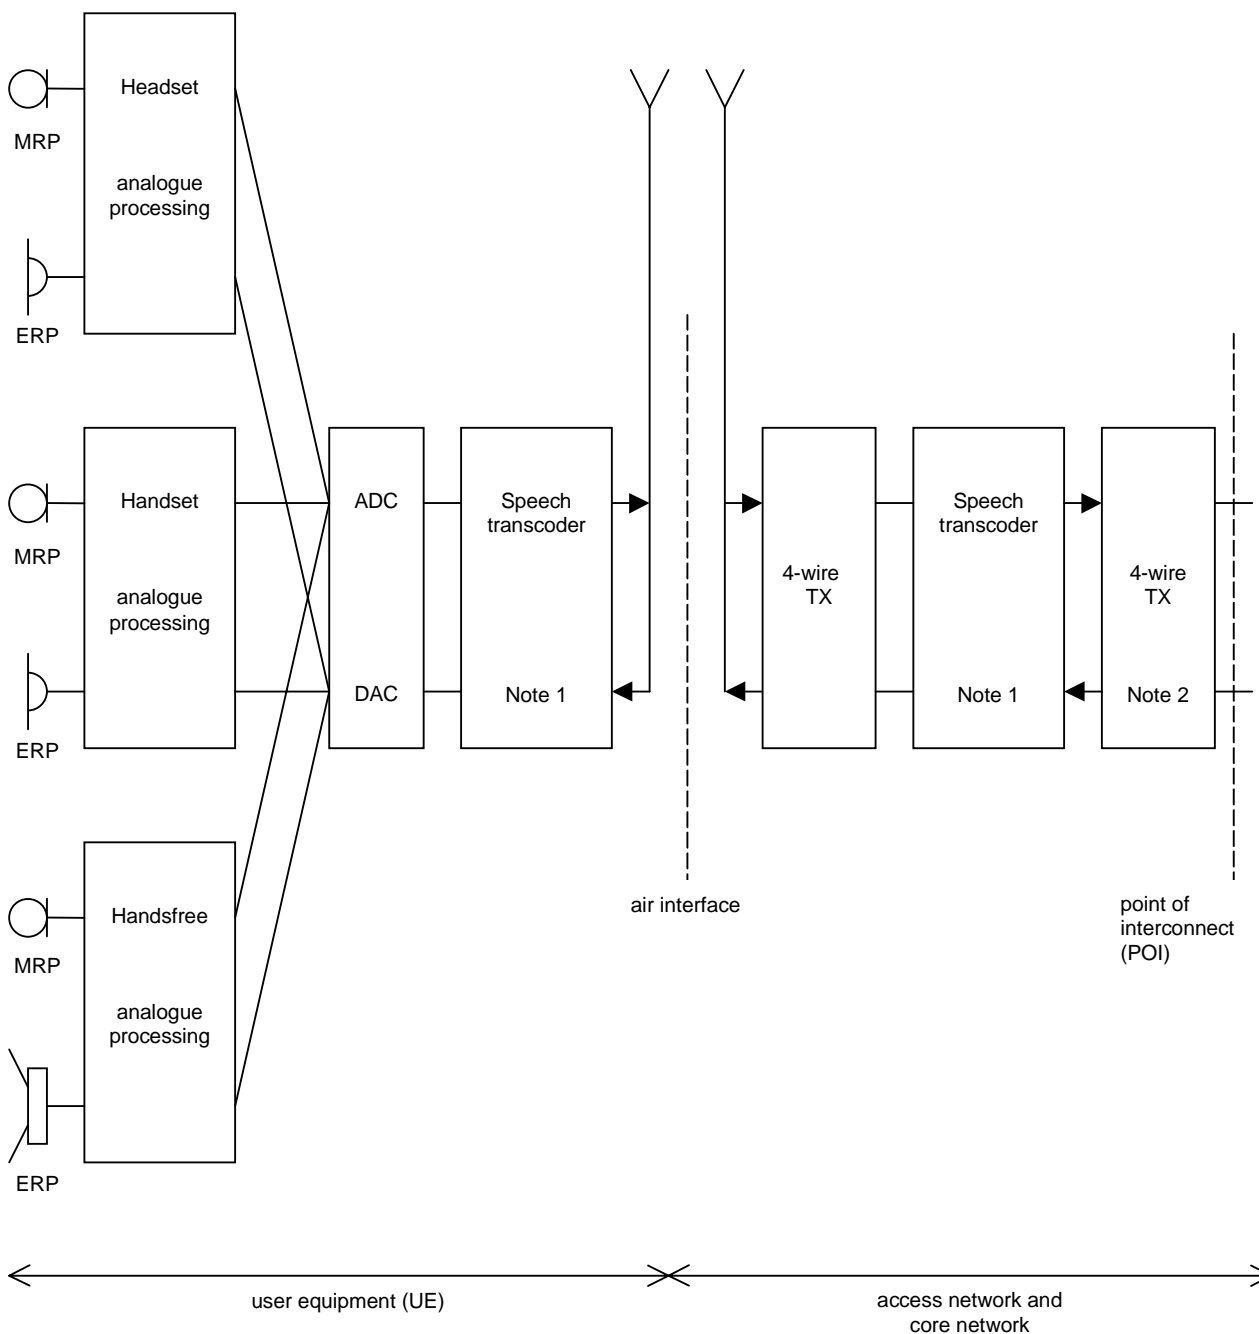 Headset
MRP
analogue
processing
ERP
Handset
MRP
analogue
processing
ERP
ADC
DAC
Speech
transcoder
Note 1
4-wire
TX
Speech
transcoder
Note 1
4-wire
TX
Note 2
Handsfree
MRP
analogue
processing
ERP
air interface
point of
interconnect
(POI)
user equipment (UE)
access network and
core network